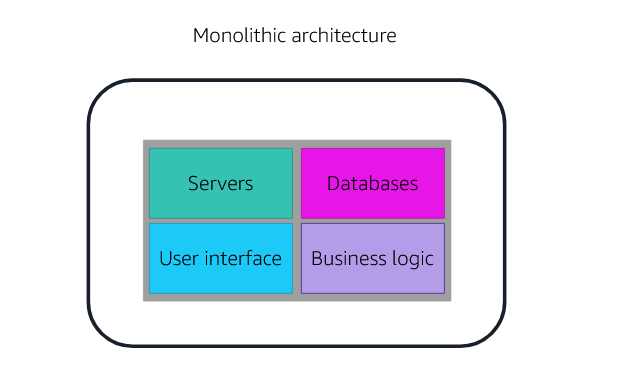 Monolithic architecture
Servers
Databases
User interface
Business logic